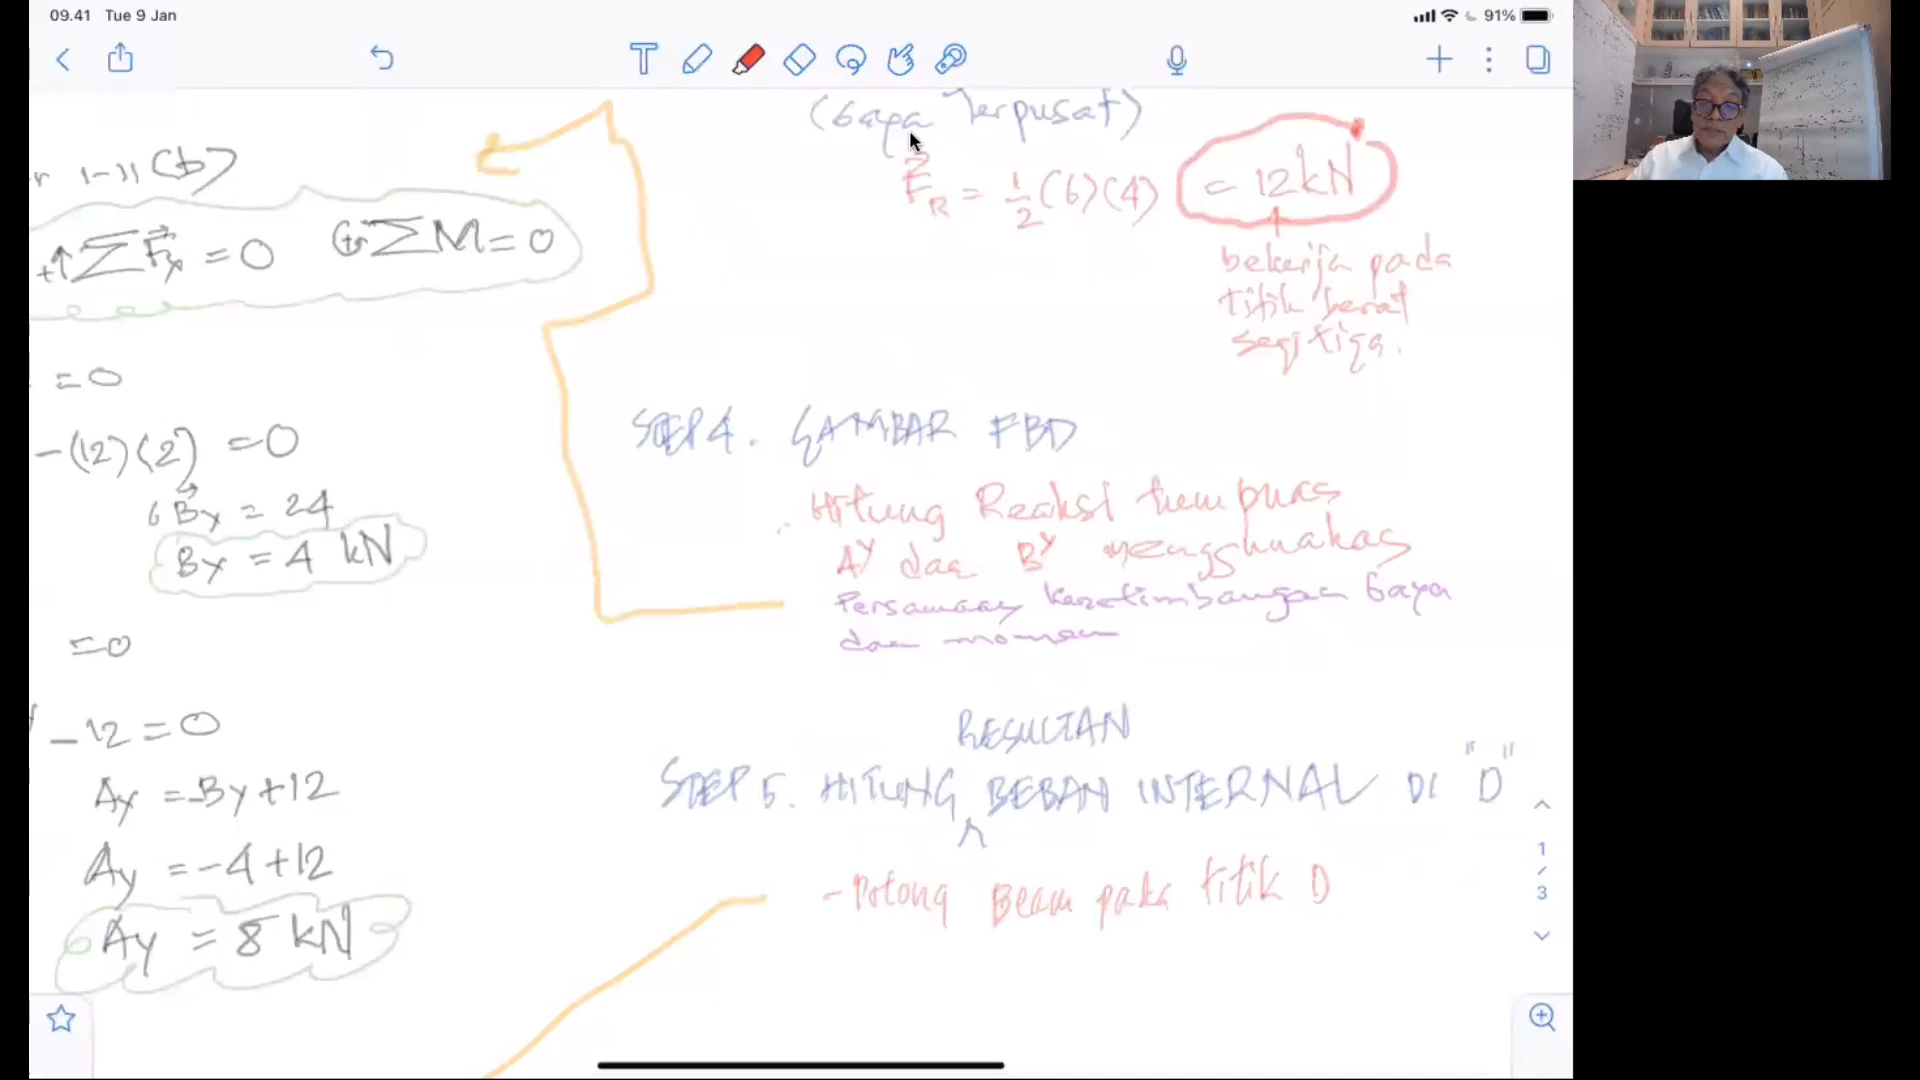 09.41 Tue 9 Jan
91%
(Gaya Terpusat)
F_R = 1/2 (6)(4) = 12 kN
bekerja pada
titik berat
segitiga.
1-11 (b)
+↑ΣFy = 0 ΣM = 0
= 0
-(12)(2) = 0
6By = 24
By = 4 kN
= 0
-12 = 0
Ay = -By + 12
Ay = -4 + 12
Ay = 8 kN
STEP 4. GAMBAR FBD
Hitung Reaksi tumpuan
Ay dan By menggunakan
Persamaan kesetimbangan Gaya
dan momen
RESULTAN
STEP 5. HITUNG ^ BEBAN INTERNAL DI "D"
- Potong Beam pada titik D
1
/
3